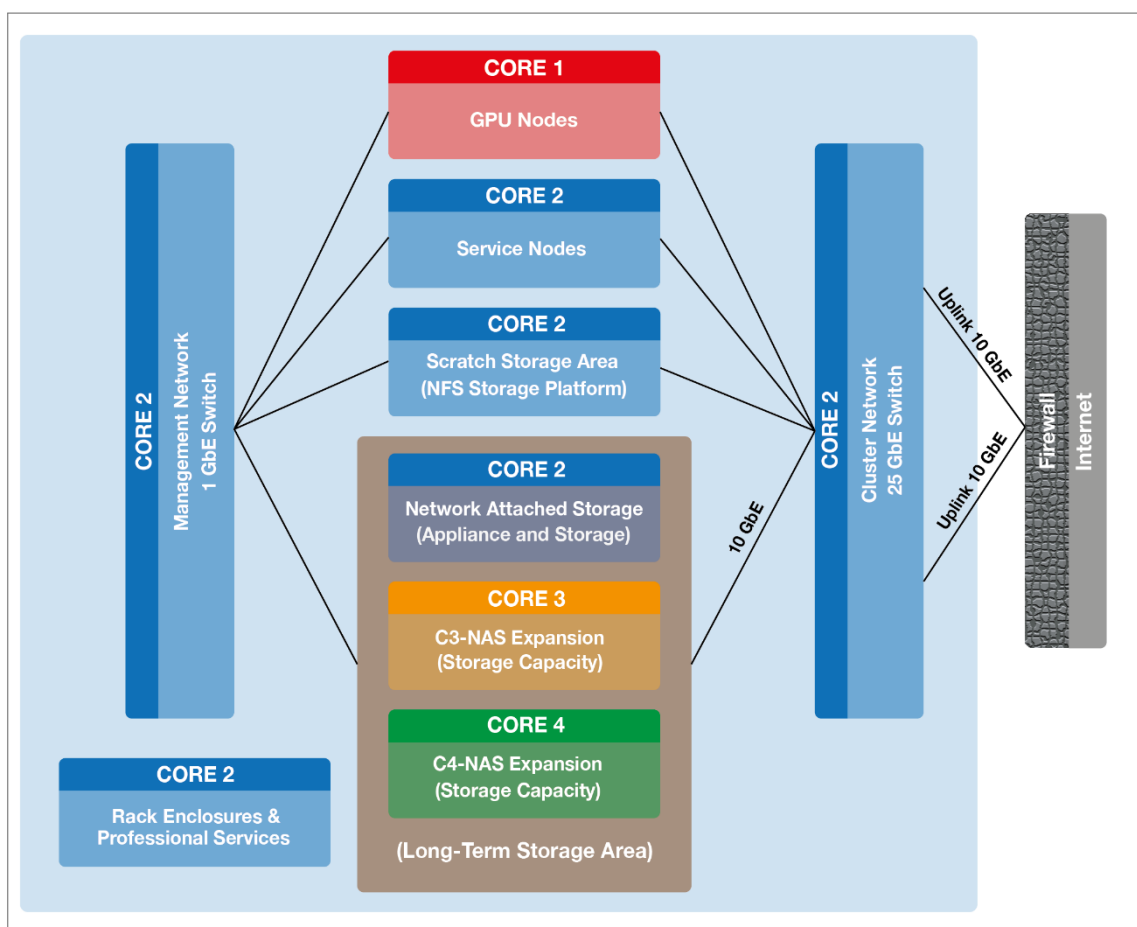 CORE 1
GPU Nodes
CORE 2
Service Nodes
CORE 2
Scratch Storage Area
(NFS Storage Platform)
CORE 2
Network Attached Storage
(Appliance and Storage)
CORE 3
C3-NAS Expansion
(Storage Capacity)
CORE 4
C4-NAS Expansion
(Storage Capacity)
(Long-Term Storage Area)
CORE 2
Management Network
1 GbE Switch
CORE 2
Rack Enclosures &
Professional Services
10 GbE
CORE 2
Cluster Network
25 GbE Switch
Uplink 10 GbE
Uplink 10 GbE
Firewall
Internet